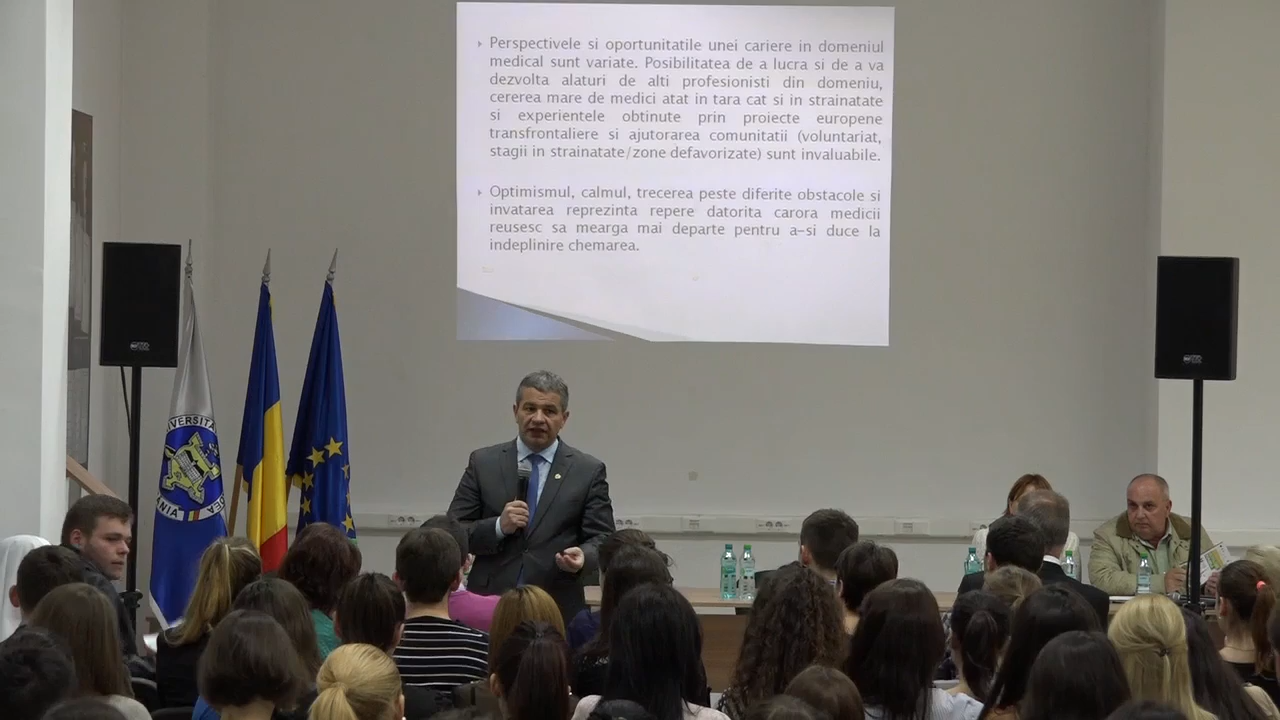 Perspectivele si oportunitatile unei cariere in domeniul
medical sunt variate. Posibilitatea de a lucra si de a va
dezvolta alaturi de alti profesionisti din domeniu,
cererea mare de medici atat in tara cat si in strainatate
si experientele obtinute prin proiecte europene
transfrontaliere si ajutorarea comunitatii (voluntariat,
stagii in strainatate/zone defavorizate) sunt invaluabile.
Optimismul, calmul, trecerea peste diferite obstacole si
invatarea reprezinta repere datorita carora medicii
reusesc sa mearga mai departe pentru a-si duce la
indeplinire chemarea.
VERSITA